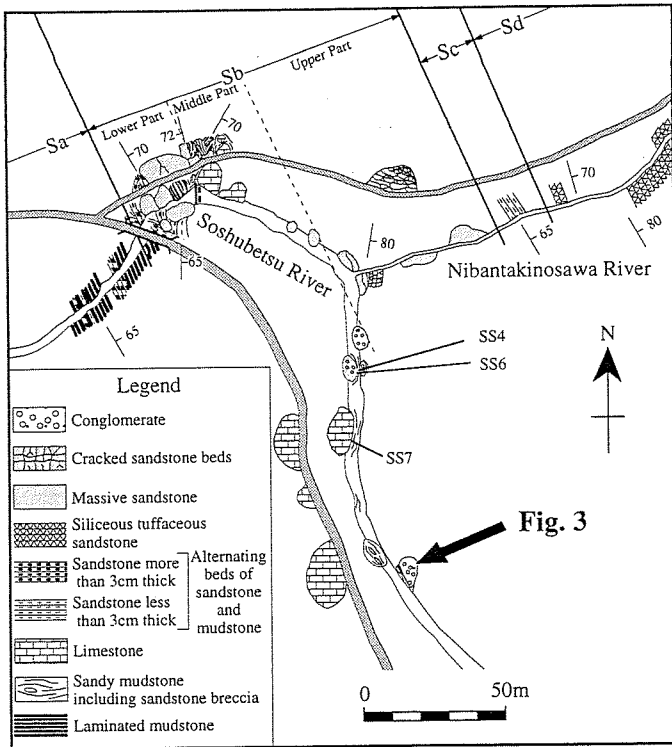 Sa
Sb
Sc
Sd
Lower Part
Middle Part
Upper Part
70
72
70
65
65
80
65
70
80
Soshubetsu River
Nibantakinosawa River
SS4
SS6
SS7
N
Fig. 3
0
50m
Legend
Conglomerate
Cracked sandstone beds
Massive sandstone
Siliceous tuffaceous
sandstone
Sandstone more
than 3cm thick
Sandstone less
than 3cm thick
Alternating
beds of
sandstone
and
mudstone
Limestone
Sandy mudstone
including sandstone breccia
Laminated mudstone